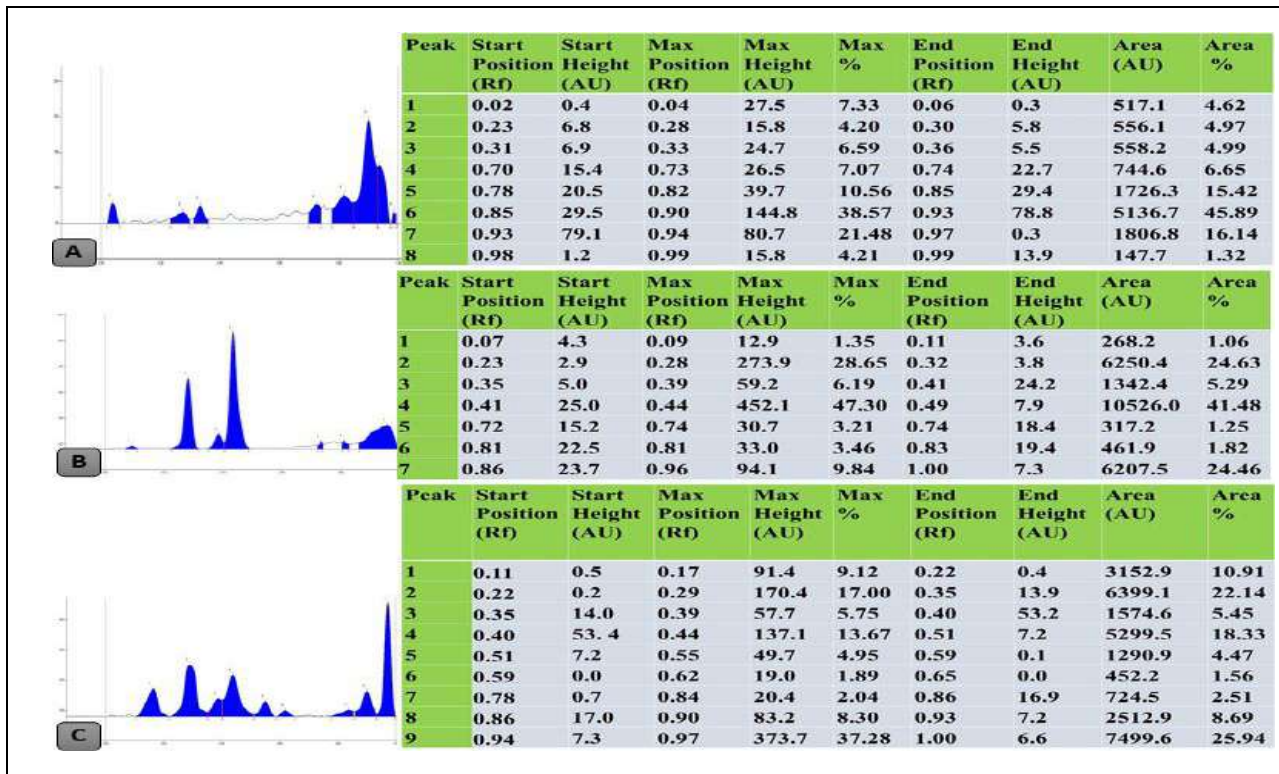 Peak Start Position (Rf) Start Height (AU) Max Position (Rf) Max Height (AU) Max % End Position (Rf) End Height (AU) Area (AU) Area %
1 0.02 0.4 0.04 27.5 7.33 0.06 0.3 517.1 4.62
2 0.23 6.8 0.28 15.8 4.20 0.30 5.8 556.1 4.97
3 0.31 6.9 0.33 24.7 6.59 0.36 5.5 558.2 4.99
4 0.70 15.4 0.73 26.5 7.07 0.74 22.7 744.6 6.65
5 0.78 20.5 0.82 39.7 10.56 0.85 29.4 1726.3 15.42
6 0.85 29.5 0.90 144.8 38.57 0.93 78.8 5136.7 45.89
7 0.93 79.1 0.94 80.7 21.48 0.97 0.3 1806.8 16.14
8 0.98 1.2 0.99 15.8 4.21 0.99 13.9 147.7 1.32
A
Peak Start Position (Rf) Start Height (AU) Max Position (Rf) Max Height (AU) Max % End Position (Rf) End Height (AU) Area (AU) Area %
1 0.07 4.3 0.09 12.9 1.35 0.11 3.6 268.2 1.06
2 0.23 2.9 0.28 273.9 28.65 0.32 3.8 6250.4 24.63
3 0.35 5.0 0.39 59.2 6.19 0.41 24.2 1342.4 5.29
4 0.41 25.0 0.44 452.1 47.30 0.49 7.9 10526.0 41.48
5 0.72 15.2 0.74 30.7 3.21 0.74 18.4 317.2 1.25
6 0.81 22.5 0.81 33.0 3.46 0.83 19.4 461.9 1.82
7 0.86 23.7 0.96 94.1 9.84 1.00 7.3 6207.5 24.46
B
Peak Start Position (Rf) Start Height (AU) Max Position (Rf) Max Height (AU) Max % End Position (Rf) End Height (AU) Area (AU) Area %
1 0.11 0.5 0.17 91.4 9.12 0.22 0.4 3152.9 10.91
2 0.22 0.2 0.29 170.4 17.00 0.35 13.9 6399.1 22.14
3 0.35 14.0 0.39 57.7 5.75 0.40 53.2 1574.6 5.45
4 0.40 53. 4 0.44 137.1 13.67 0.51 7.2 5299.5 18.33
5 0.51 7.2 0.55 49.7 4.95 0.59 0.1 1290.9 4.47
6 0.59 0.0 0.62 19.0 1.89 0.65 0.0 452.2 1.56
7 0.78 0.7 0.84 20.4 2.04 0.86 16.9 724.5 2.51
8 0.86 17.0 0.90 83.2 8.30 0.93 7.2 2512.9 8.69
9 0.94 7.3 0.97 373.7 37.28 1.00 6.6 7499.6 25.94
C